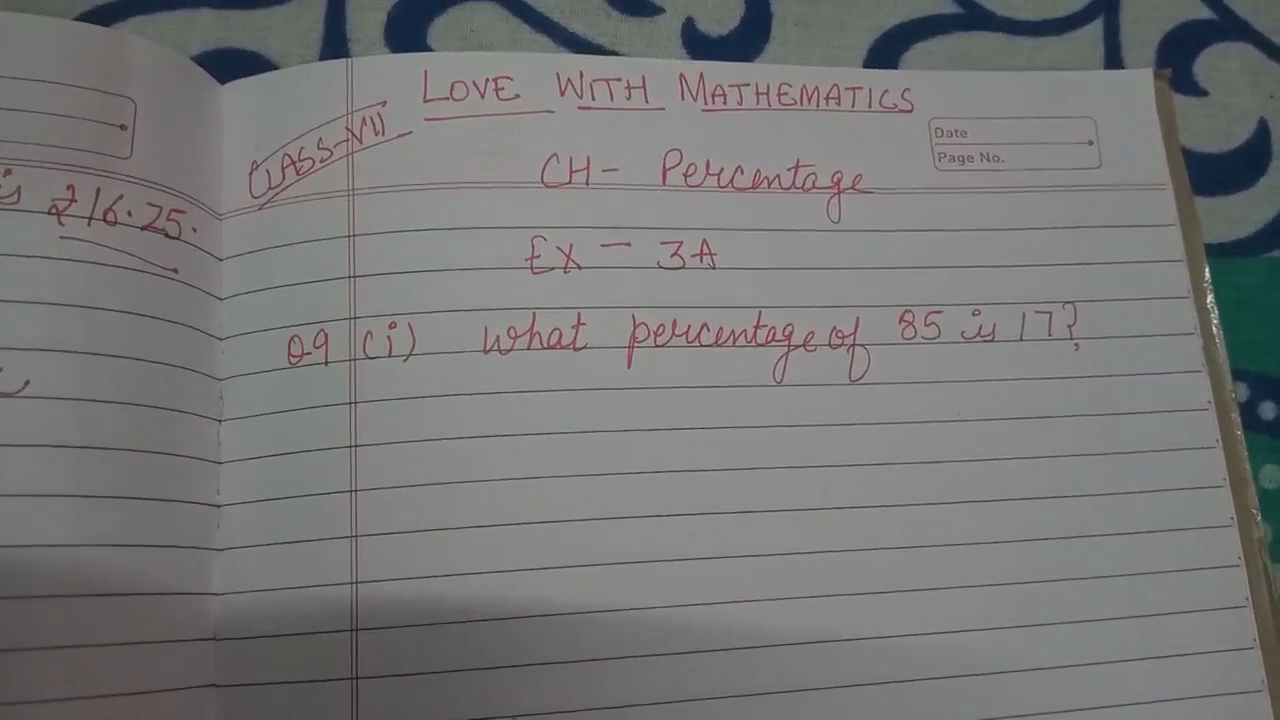 is ₹16.25.
LOVE WITH MATHEMATICS
CLASS-VII
Date
Page No.
CH- Percentage
Ex - 3A
Q9 (i) What percentage of 85 is 17?